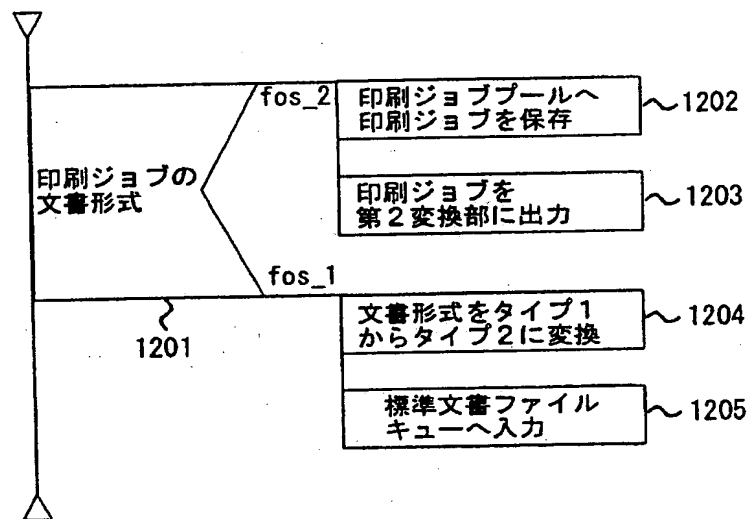 fos_2
印刷ジョブプールへ
印刷ジョブを保存
1202
印刷ジョブの
文書形式
印刷ジョブを
第2変換部に出力
1203
fos_1
1201
文書形式をタイプ1
からタイプ2に変換
1204
標準文書ファイル
キューへ入力
1205